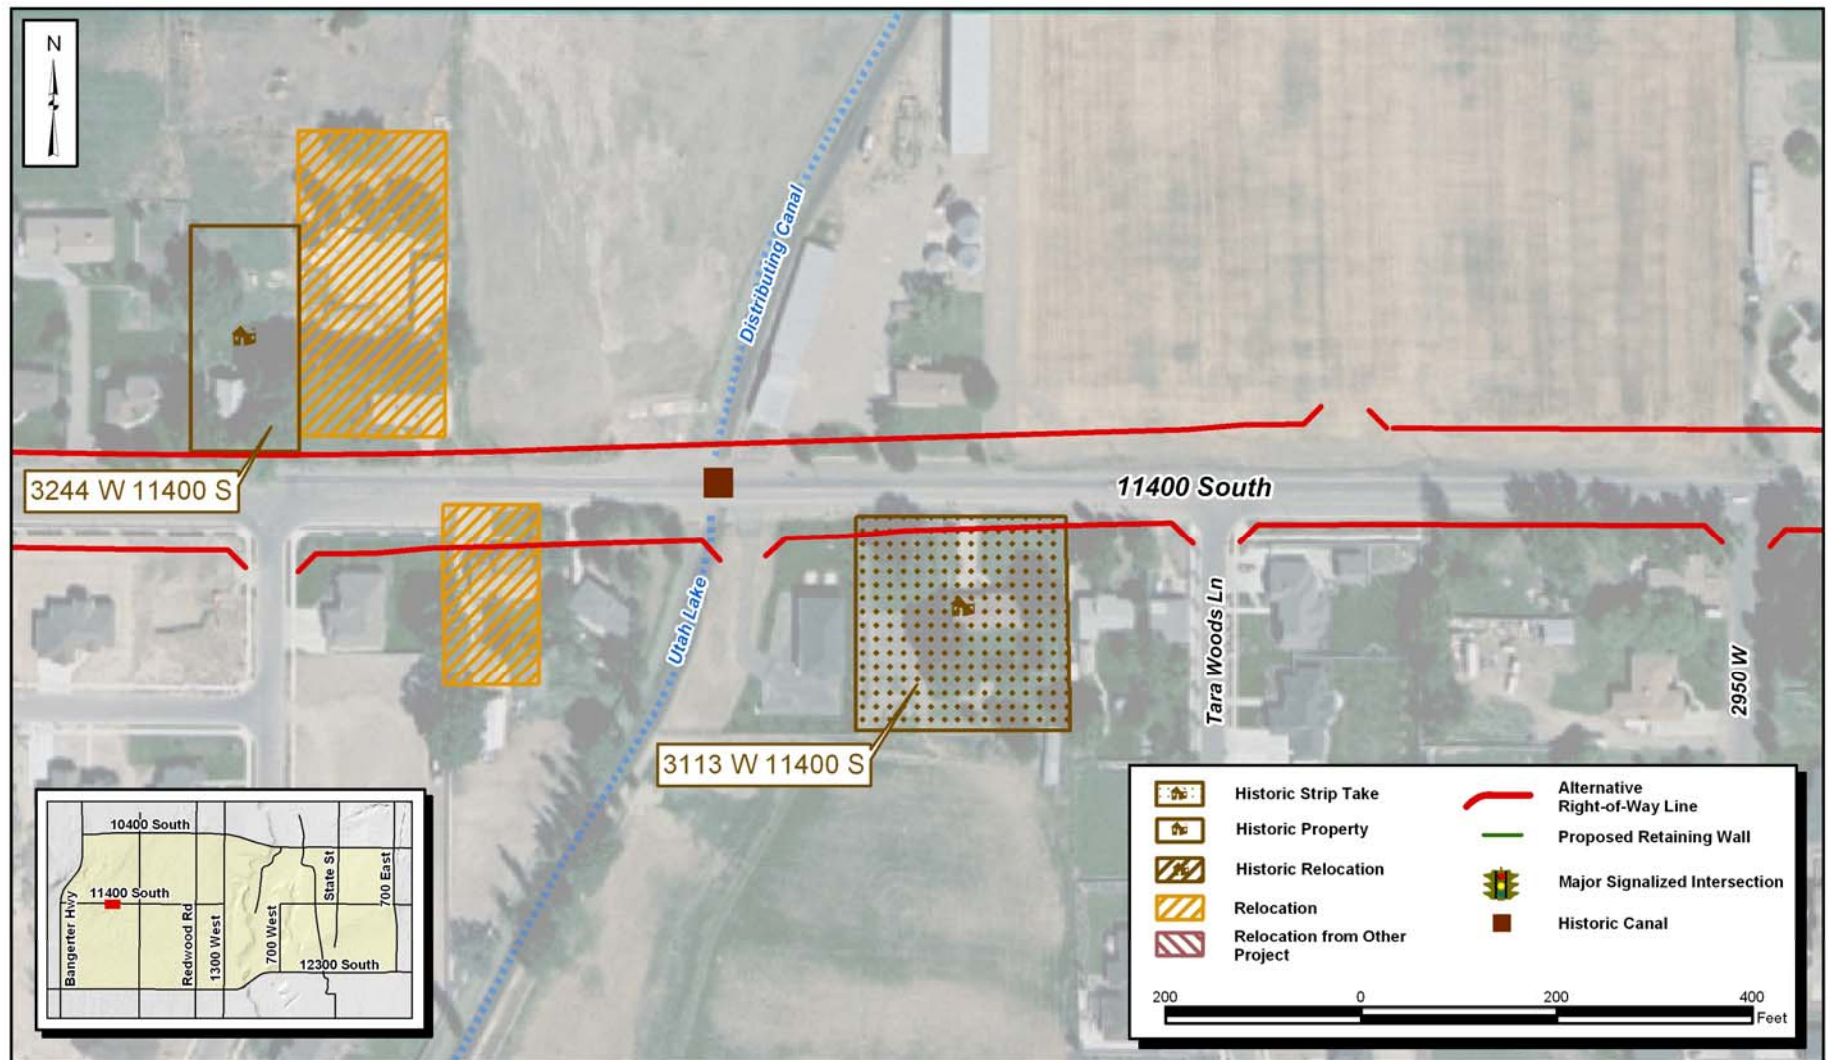 N
Distributing Canal
3244 W 11400 S
11400 South
Utah Lake
Tara Woods Ln
2950 W
3113 W 11400 S
10400 South
11400 South
Bangerter Hwy
Redwood Rd
1300 West
700 West
State St
700 East
12300 South
Historic Strip Take
Historic Property
Historic Relocation
Relocation
Relocation from Other
Project
Alternative
Right-of-Way Line
Proposed Retaining Wall
Major Signalized Intersection
Historic Canal
200 0 200 400
Feet